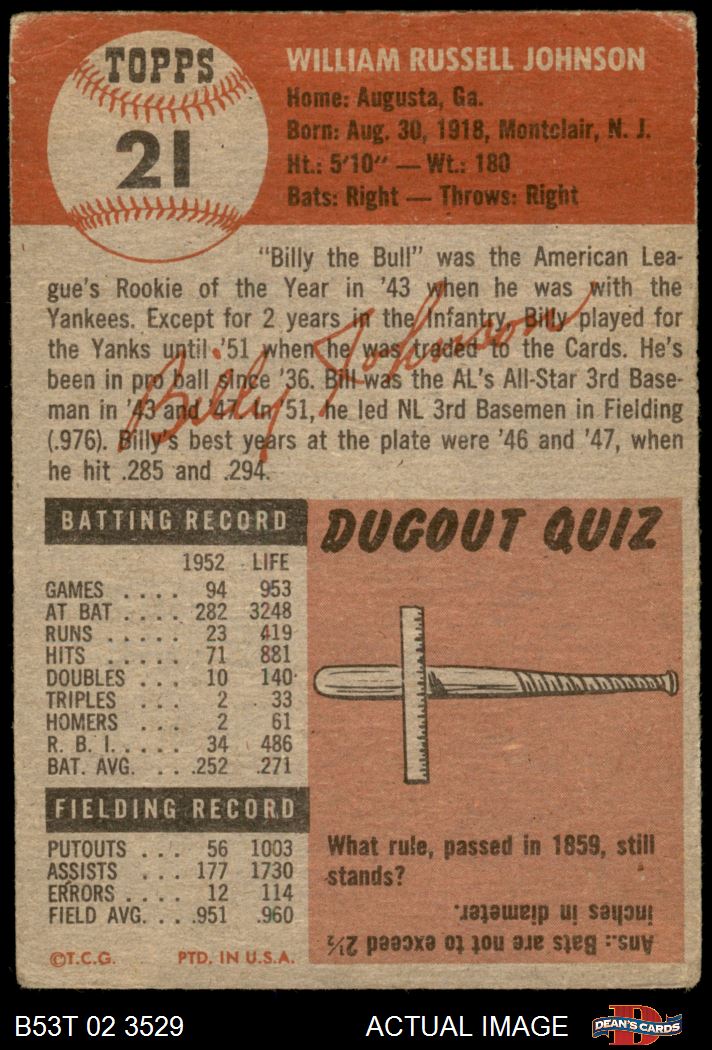 TOPPS
21
WILLIAM RUSSELL JOHNSON
Home: Augusta, Ga.
Born: Aug. 30, 1918, Montclair, N. J.
Ht.: 5'10" — Wt.: 180
Bats: Right — Throws: Right
"Billy the Bull" was the American Lea-
gue's Rookie of the Year in '43 when he was with the
Yankees. Except for 2 years in the Infantry, Billy played for
the Yanks until '51 when he was traded to the Cards. He's
been in pro ball since '36. Bill was the AL's All-Star 3rd Base-
man in '43 and '47. In '51, he led NL 3rd Basemen in Fielding
(.976). Billy's best years at the plate were '46 and '47, when
he hit .285 and .294.
Billy Johnson
BATTING RECORD
1952 LIFE
GAMES .... 94 953
AT BAT .... 282 3248
RUNS ..... 23 419
HITS ..... 71 881
DOUBLES ... 10 140
TRIPLES ... 2 33
HOMERS ... 2 61
R. B. I. .... 34 486
BAT. AVG. ... .252 .271
FIELDING RECORD
PUTOUTS ... 56 1003
ASSISTS ... 177 1730
ERRORS .... 12 114
FIELD AVG. ... .951 .960
©T.C.G. PTD. IN U.S.A.
DUGOUT QUIZ
What rule, passed in 1859, still
stands?
Ans.: Bats are not to exceed 2½
inches in diameter.
B53T 02 3529
ACTUAL IMAGE
D
DEAN'S CARDS